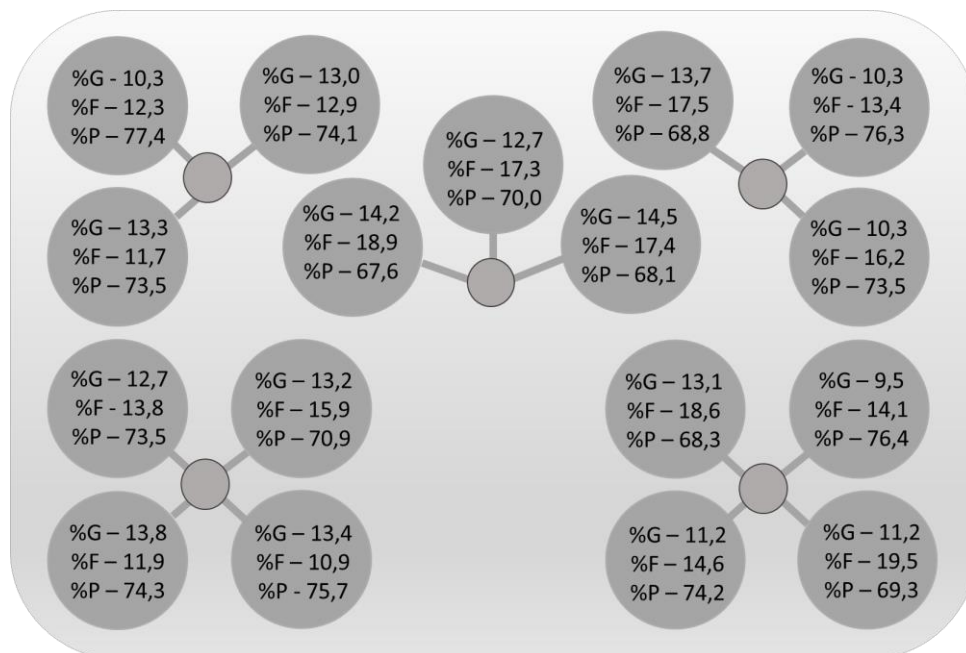 %G - 10,3
%F – 12,3
%P – 77,4
%G – 13,0
%F – 12,9
%P – 74,1
%G – 13,3
%F – 11,7
%P – 73,5
%G – 12,7
%F – 17,3
%P – 70,0
%G – 14,2
%F – 18,9
%P – 67,6
%G – 14,5
%F – 17,4
%P – 68,1
%G – 13,7
%F – 17,5
%P – 68,8
%G - 10,3
%F - 13,4
%P – 76,3
%G – 10,3
%F – 16,2
%P – 73,5
%G – 12,7
%F - 13,8
%P – 73,5
%G – 13,2
%F – 15,9
%P – 70,9
%G – 13,8
%F – 11,9
%P – 74,3
%G – 13,4
%F – 10,9
%P - 75,7
%G – 13,1
%F – 18,6
%P – 68,3
%G – 9,5
%F – 14,1
%P – 76,4
%G – 11,2
%F – 14,6
%P – 74,2
%G – 11,2
%F – 19,5
%P – 69,3